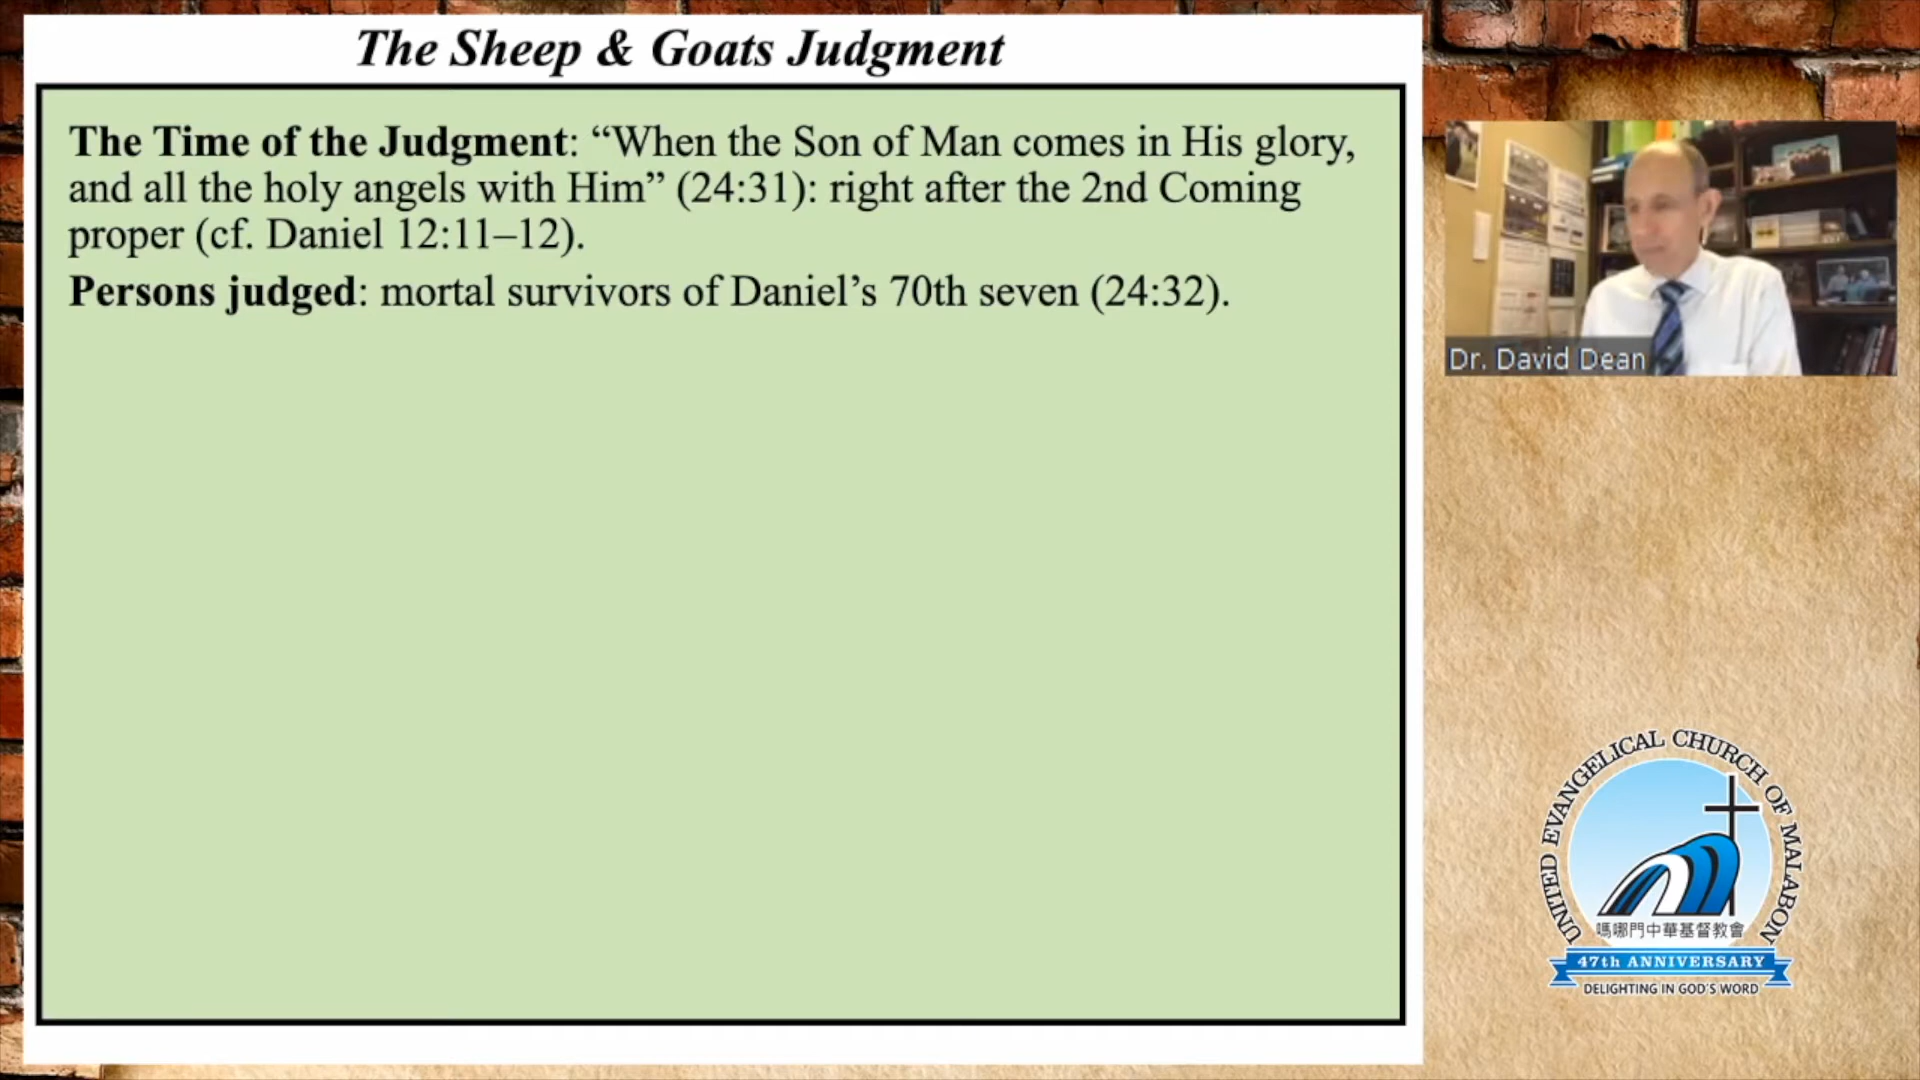 The Sheep & Goats Judgment
The Time of the Judgment: “When the Son of Man comes in His glory,
and all the holy angels with Him” (24:31): right after the 2nd Coming
proper (cf. Daniel 12:11–12).
Persons judged: mortal survivors of Daniel’s 70th seven (24:32).
Dr. David Dean
UNITED EVANGELICAL CHURCH OF MALABON
嗎哪門中華基督教會
47th ANNIVERSARY
DELIGHTING IN GOD'S WORD